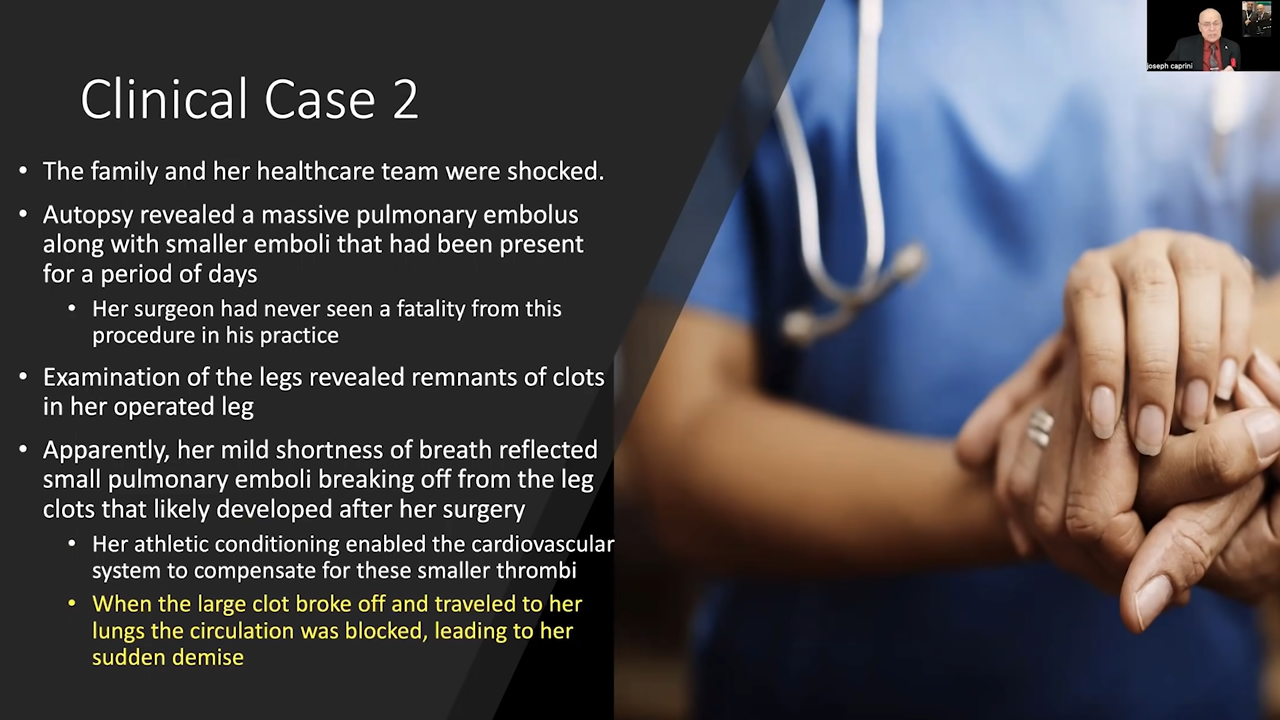 Clinical Case 2
• The family and her healthcare team were shocked.
• Autopsy revealed a massive pulmonary embolus
along with smaller emboli that had been present
for a period of days
• Her surgeon had never seen a fatality from this
procedure in his practice
• Examination of the legs revealed remnants of clots
in her operated leg
• Apparently, her mild shortness of breath reflected
small pulmonary emboli breaking off from the leg
clots that likely developed after her surgery
• Her athletic conditioning enabled the cardiovascular
system to compensate for these smaller thrombi
• When the large clot broke off and traveled to her
lungs the circulation was blocked, leading to her
sudden demise
joseph caprini